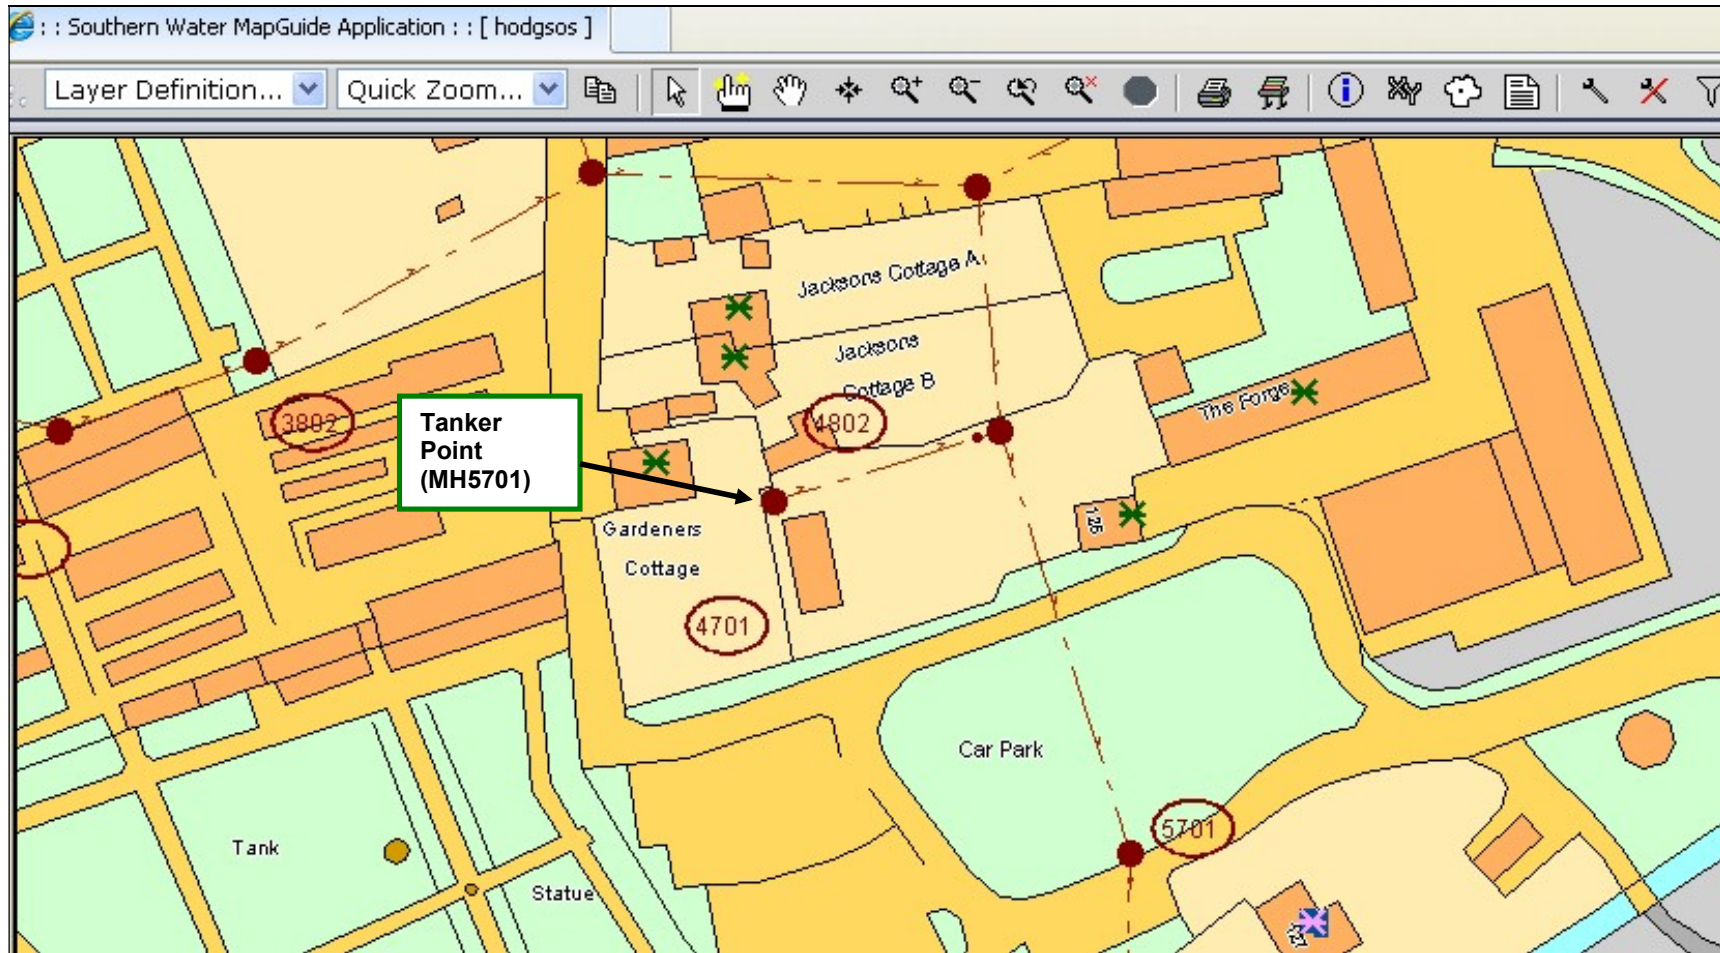 : : Southern Water MapGuide Application : : [ hodgsos ]
Layer Definition...
Quick Zoom...
Jacksons Cottage A
Jacksons
Cottage B
The Forge
3802
4802
Tanker
Point
(MH5701)
126
Gardeners
Cottage
4701
Car Park
5701
Tank
Statue
127